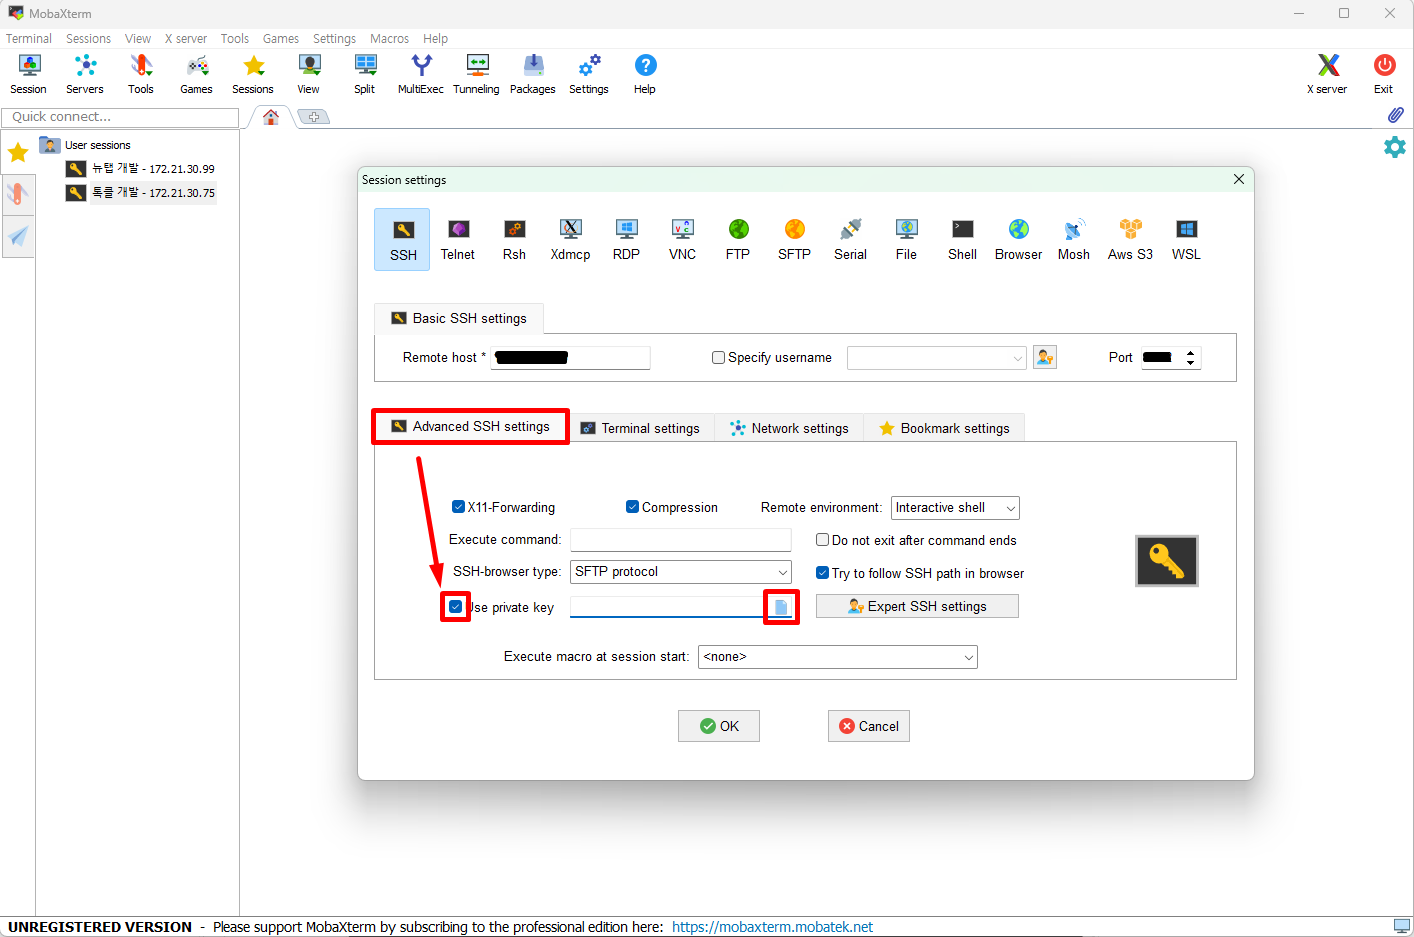 MobaXterm
Terminal Sessions View X server Tools Games Settings Macros Help
Session Servers Tools Games Sessions View Split MultiExec Tunneling Packages Settings Help X server Exit
Quick connect...
User sessions
뉴탭 개발 - 172.21.30.99
톡클 개발 - 172.21.30.75
Session settings
SSH Telnet Rsh Xdmcp RDP VNC FTP SFTP Serial File Shell Browser Mosh Aws S3 WSL
Basic SSH settings
Remote host * Specify username Port
Advanced SSH settings Terminal settings Network settings Bookmark settings
X11-Forwarding Compression Remote environment: Interactive shell
Execute command: Do not exit after command ends
SSH-browser type: SFTP protocol Try to follow SSH path in browser
Use private key Expert SSH settings
Execute macro at session start: <none>
OK Cancel
UNREGISTERED VERSION - Please support MobaXterm by subscribing to the professional edition here: https://mobaxterm.mobatek.net